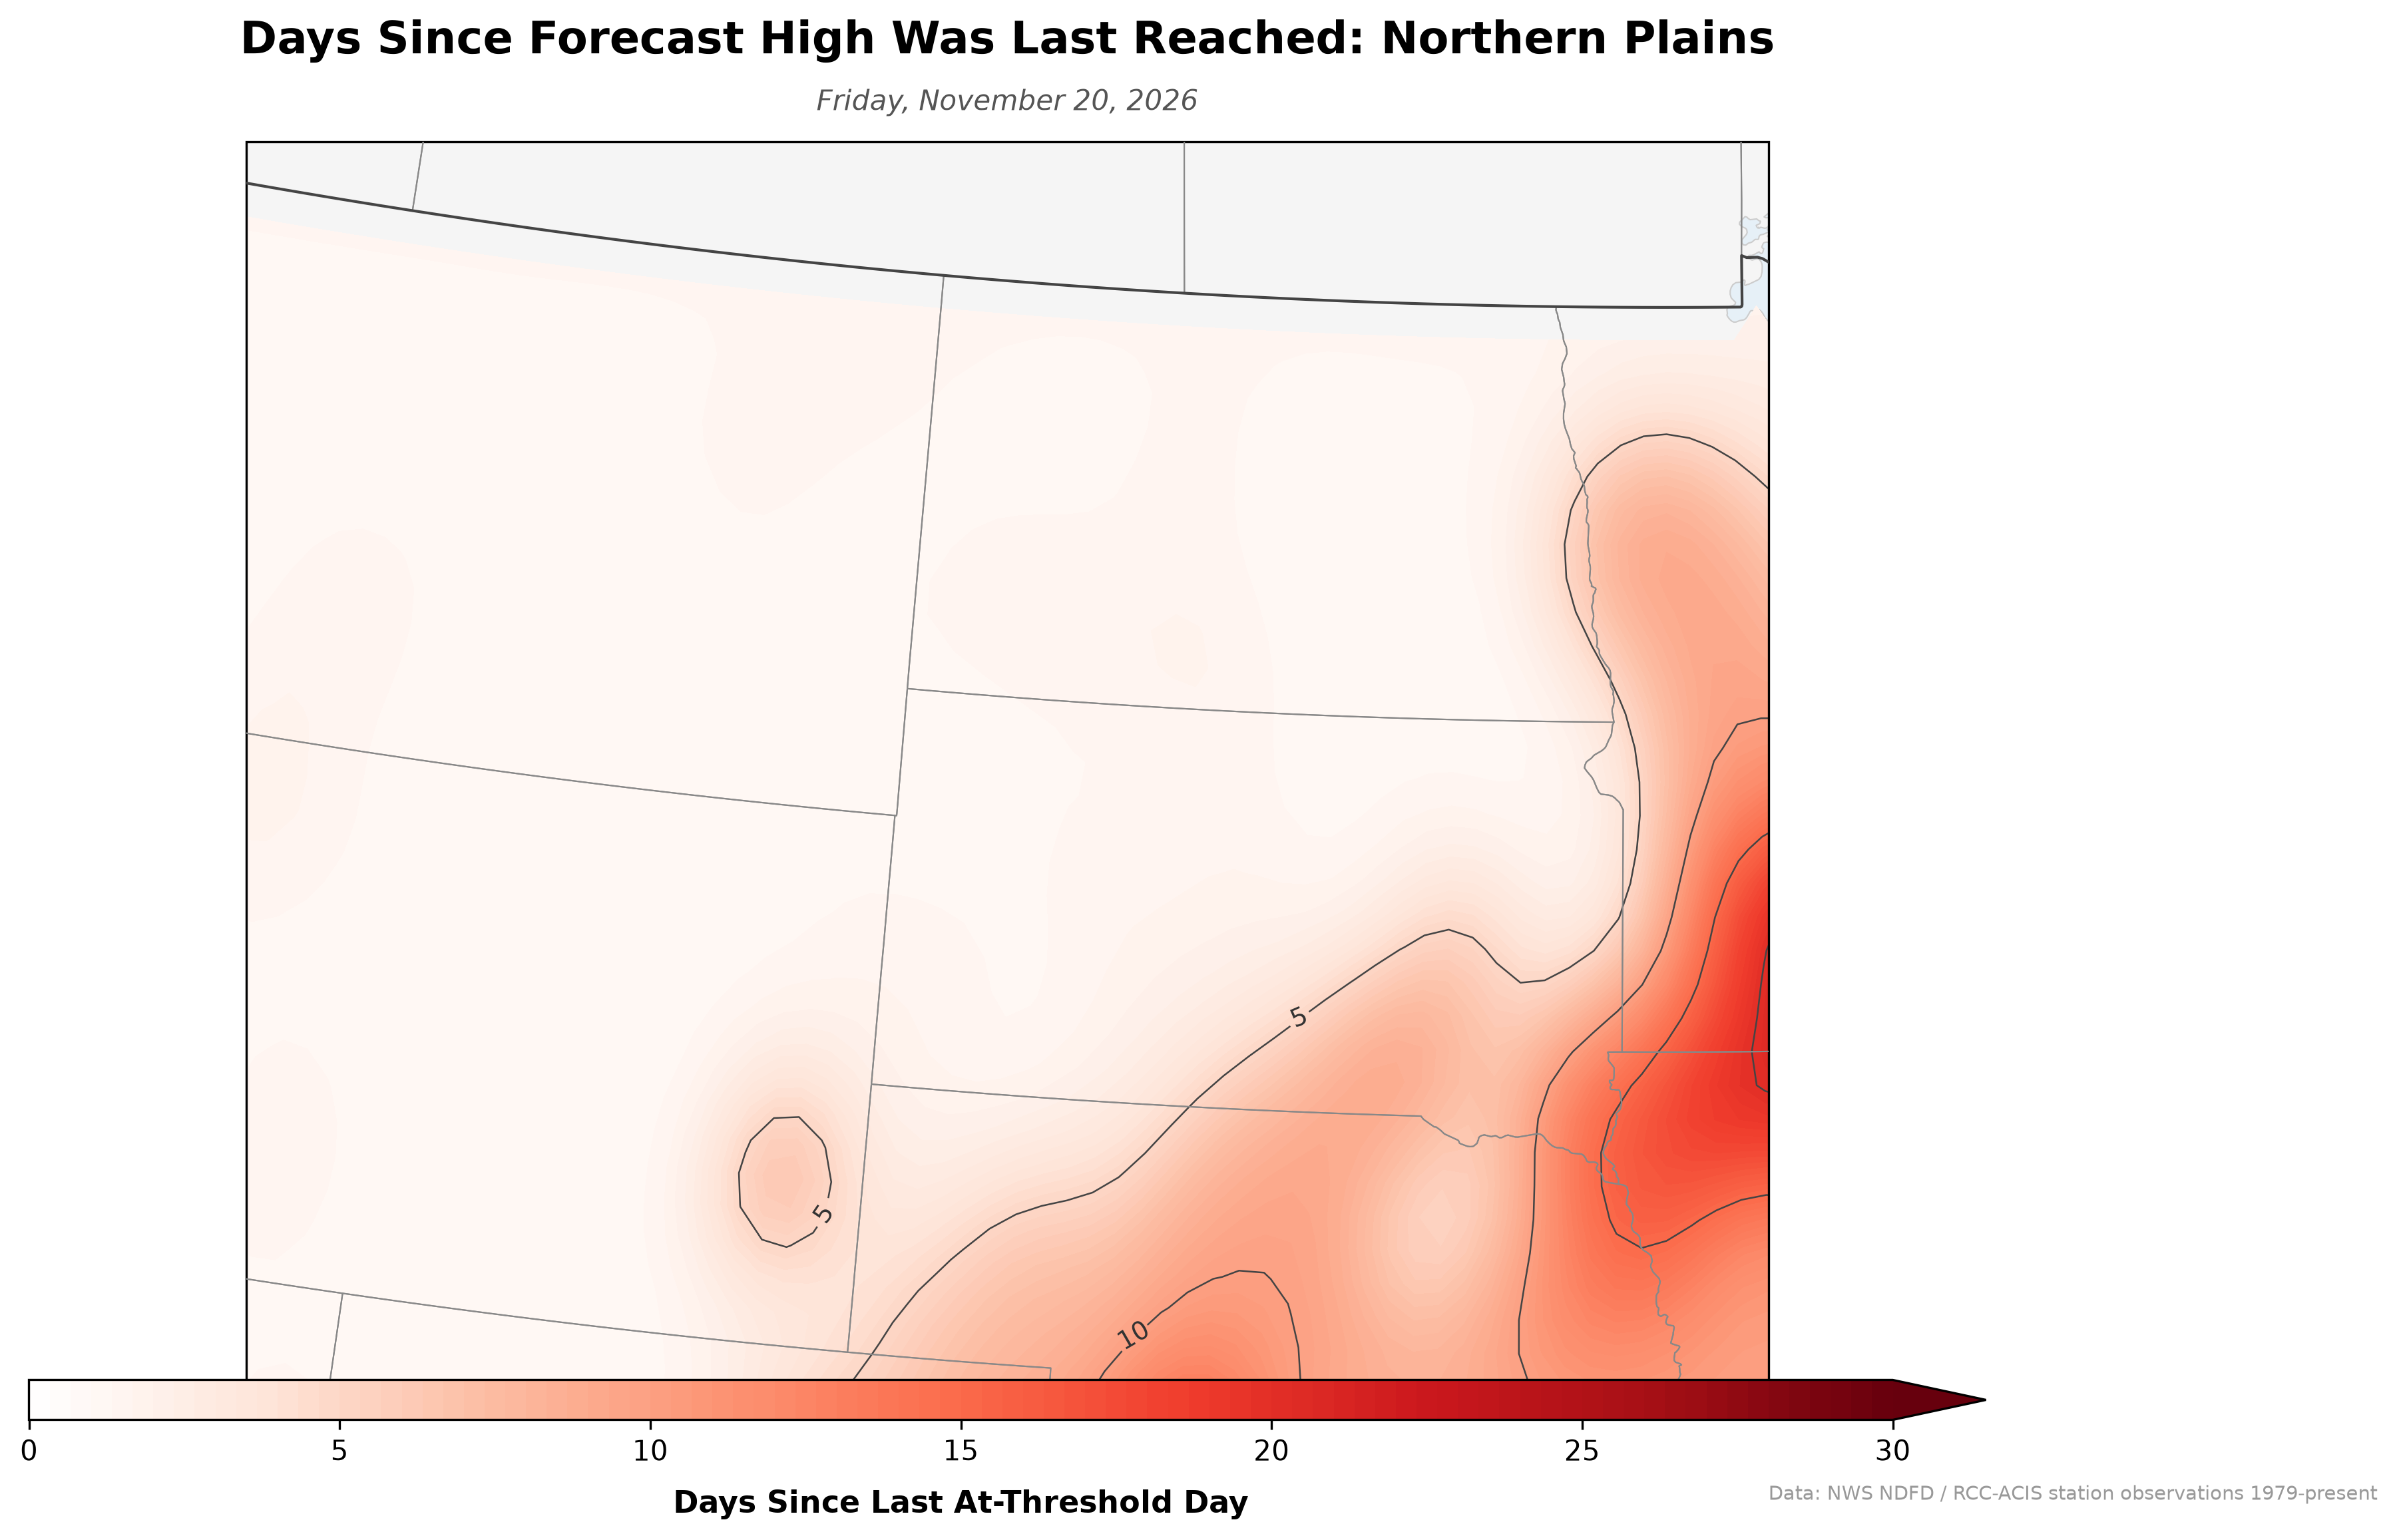 Days Since Forecast High Was Last Reached: Northern Plains
Friday, November 20, 2026
5
5
10
0 5 10 15 20 25 30
Days Since Last At-Threshold Day
Data: NWS NDFD / RCC-ACIS station observations 1979-present